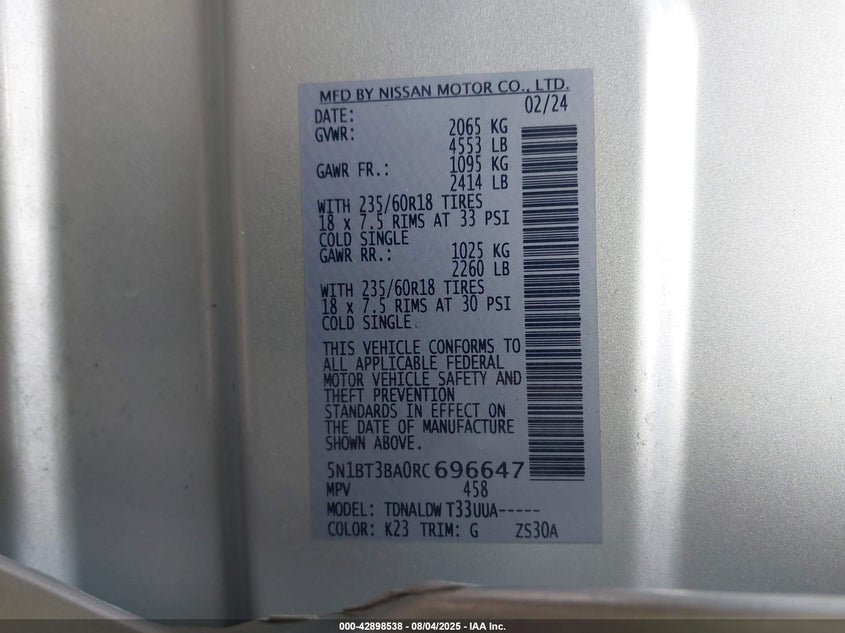 MFD BY NISSAN MOTOR CO., LTD.
DATE: 02/24
GVWR: 2065 KG
4553 LB
GAWR FR.: 1095 KG
2414 LB
WITH 235/60R18 TIRES
18 x 7.5 RIMS AT 33 PSI
COLD SINGLE
GAWR RR.: 1025 KG
2260 LB
WITH 235/60R18 TIRES
18 x 7.5 RIMS AT 30 PSI
COLD SINGLE
THIS VEHICLE CONFORMS TO
ALL APPLICABLE FEDERAL
MOTOR VEHICLE SAFETY AND
THEFT PREVENTION
STANDARDS IN EFFECT ON
THE DATE OF MANUFACTURE
SHOWN ABOVE.
5N1BT3BA0RC696647
MPV 458
MODEL: TDNALDW T33UUA-----
COLOR: K23 TRIM: G ZS30A
000-42898538 - 08/04/2025 - IAA Inc.